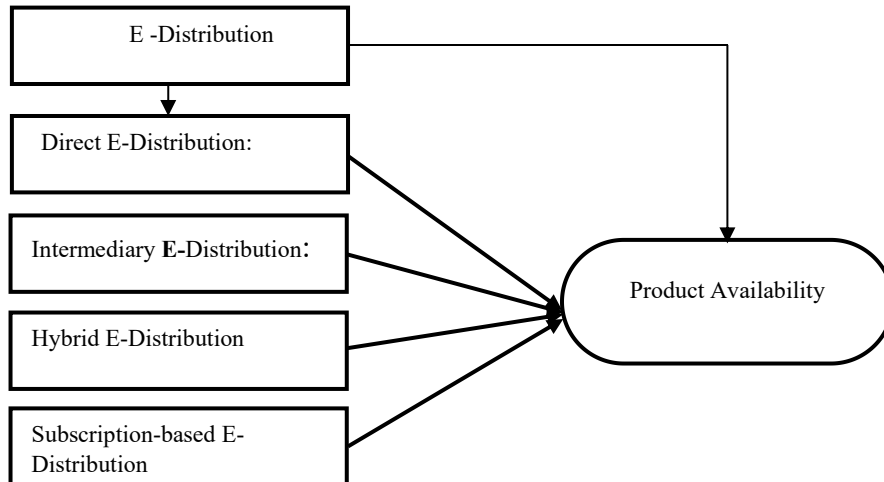 E -Distribution
Direct E-Distribution:
Intermediary E-Distribution:
Product Availability
Hybrid E-Distribution
Subscription-based E-
Distribution